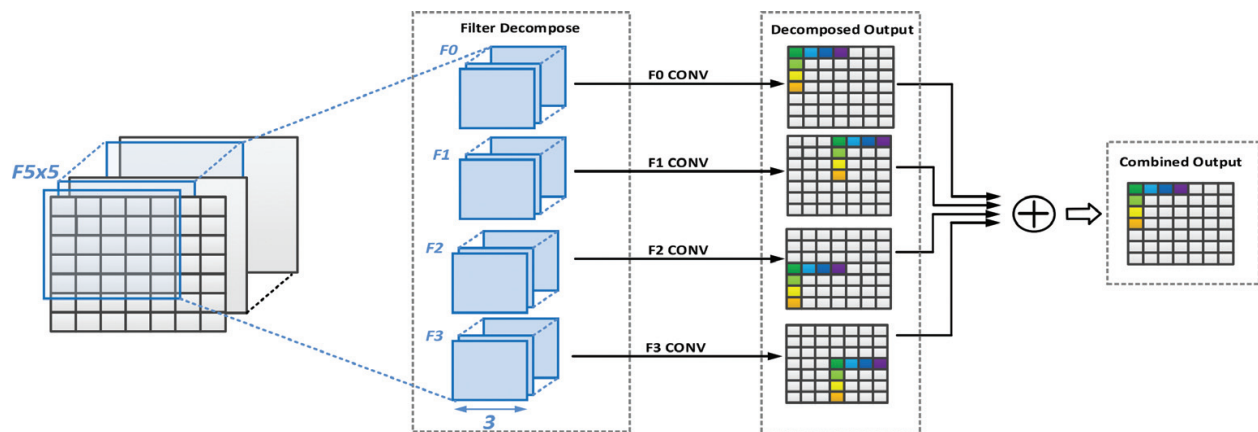 Filter Decompose
Decomposed Output
F0
F0 CONV
F5x5
F1
F1 CONV
Combined Output
F2
F2 CONV
F3
F3 CONV
3